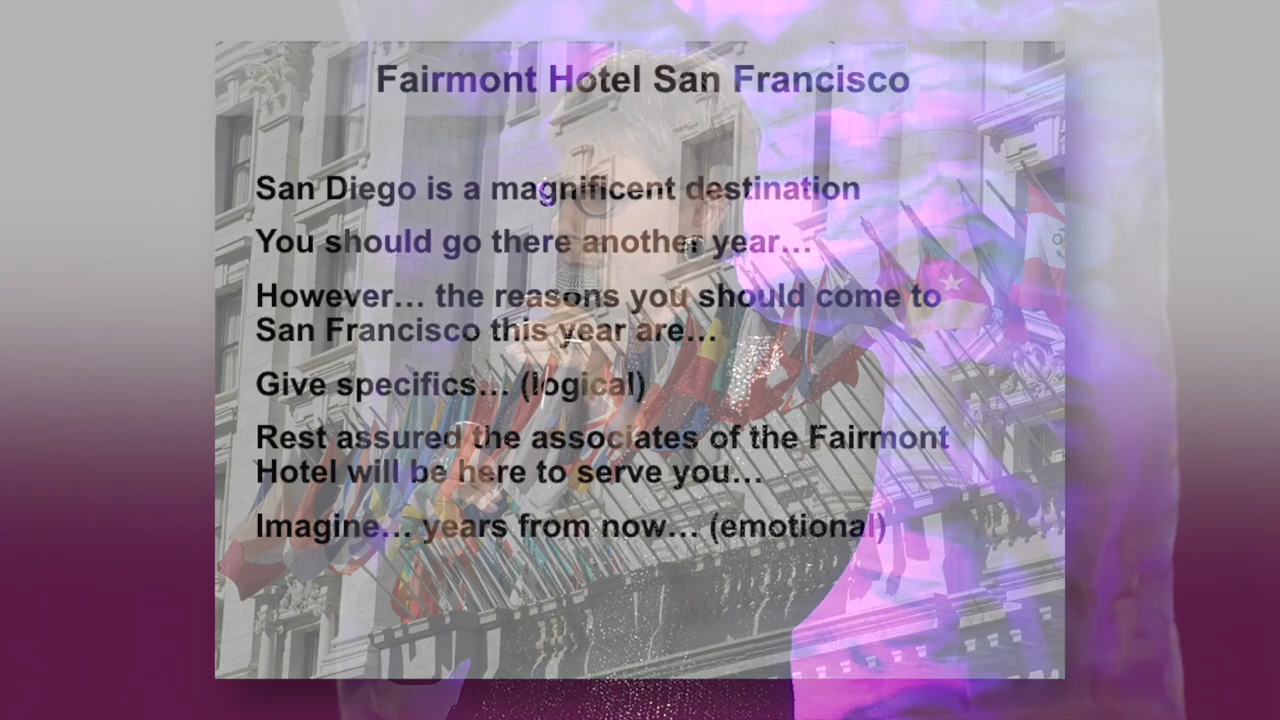 Fairmont Hotel San Francisco
San Diego is a magnificent destination
You should go there another year…
However… the reasons you should come to
San Francisco this year are…
Give specifics… (logical)
Rest assured the associates of the Fairmont
Hotel will be here to serve you…
Imagine… years from now… (emotional)